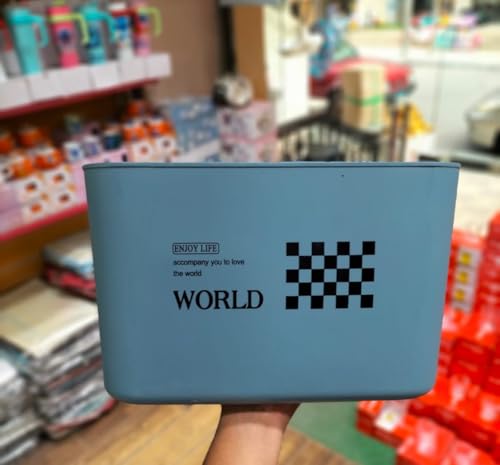 ENJOY LIFE
accompany you to love
the world
WORLD